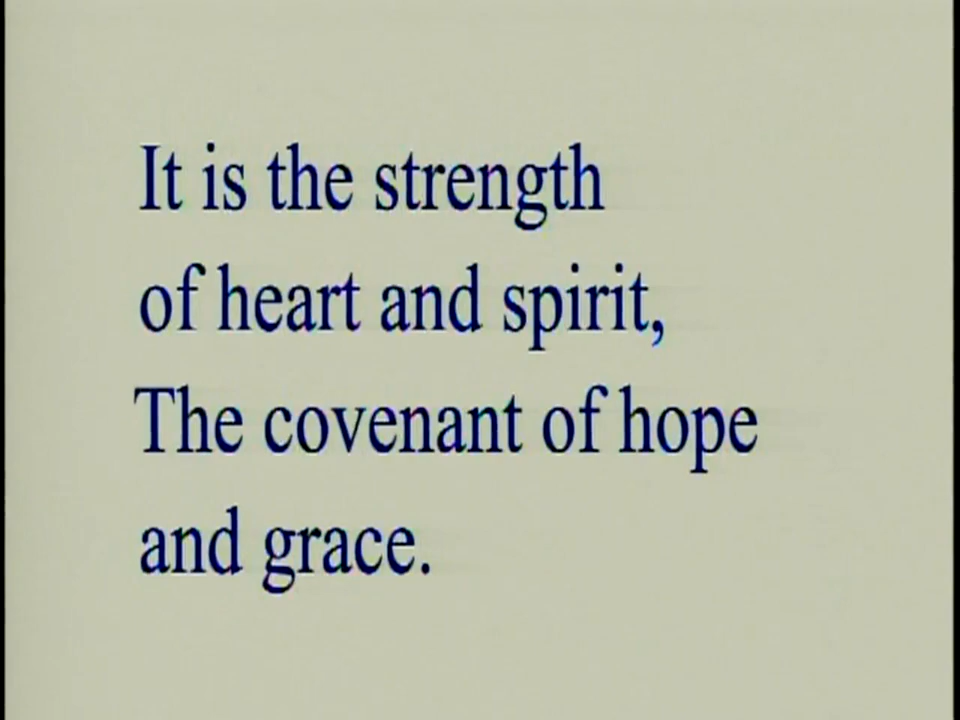 It is the strength
of heart and spirit,
The covenant of hope
and grace.